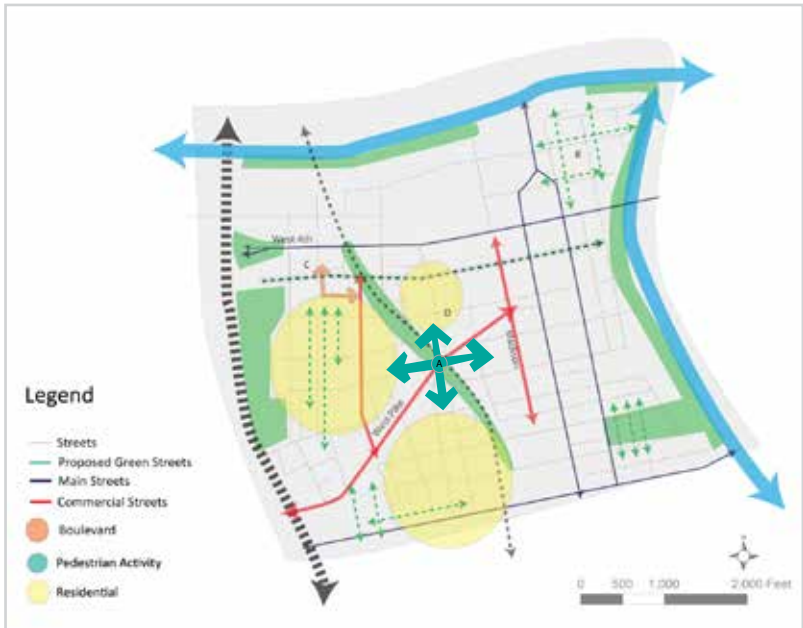 B
West 4th
C
D
Madison
A
West Pike
Legend
Streets
Proposed Green Streets
Main Streets
Commercial Streets
Boulevard
Pedestrian Activity
Residential
0 500 1,000 2,000 Feet